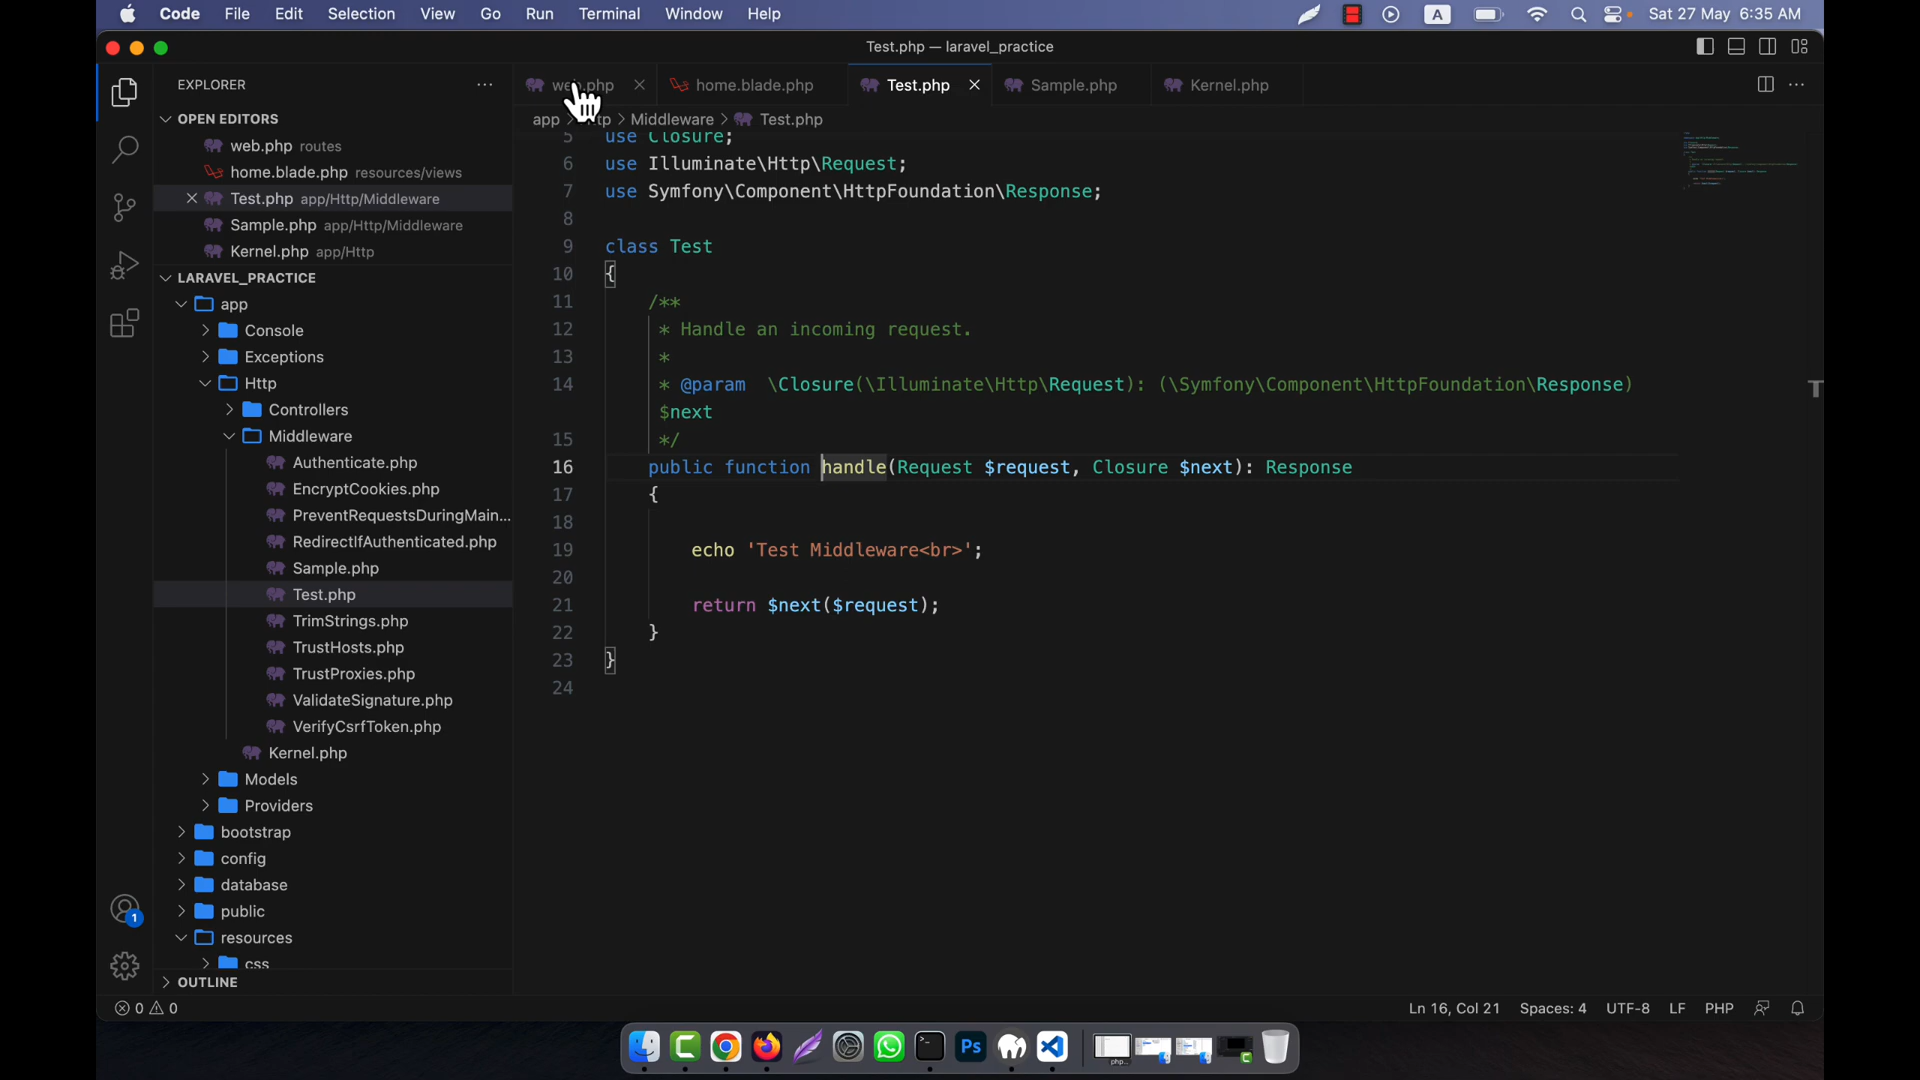 Code File Edit Selection View Go Run Terminal Window Help A Sat 27 May 6:35 AM
Test.php — laravel_practice
EXPLORER
web.php home.blade.php Test.php Sample.php Kernel.php
OPEN EDITORS
app > Http > Middleware > Test.php
web.php routes
home.blade.php resources/views
Test.php app/Http/Middleware
Sample.php app/Http/Middleware
Kernel.php app/Http
LARAVEL_PRACTICE
app
Console
Exceptions
Http
Controllers
Middleware
Authenticate.php
EncryptCookies.php
PreventRequestsDuringMain...
RedirectIfAuthenticated.php
Sample.php
Test.php
TrimStrings.php
TrustHosts.php
TrustProxies.php
ValidateSignature.php
VerifyCsrfToken.php
Kernel.php
Models
Providers
bootstrap
config
database
public
resources
css
OUTLINE
5 use Closure;
6 use Illuminate\Http\Request;
7 use Symfony\Component\HttpFoundation\Response;
8
9 class Test
10 {
11 /**
12 * Handle an incoming request.
13 *
14 * @param \Closure(\Illuminate\Http\Request): (\Symfony\Component\HttpFoundation\Response)
$next
15 */
16 public function handle(Request $request, Closure $next): Response
17 {
18
19 echo 'Test Middleware<br>';
20
21 return $next($request);
22 }
23 }
24
1
0 0 Ln 16, Col 21 Spaces: 4 UTF-8 LF PHP
Ps
php...